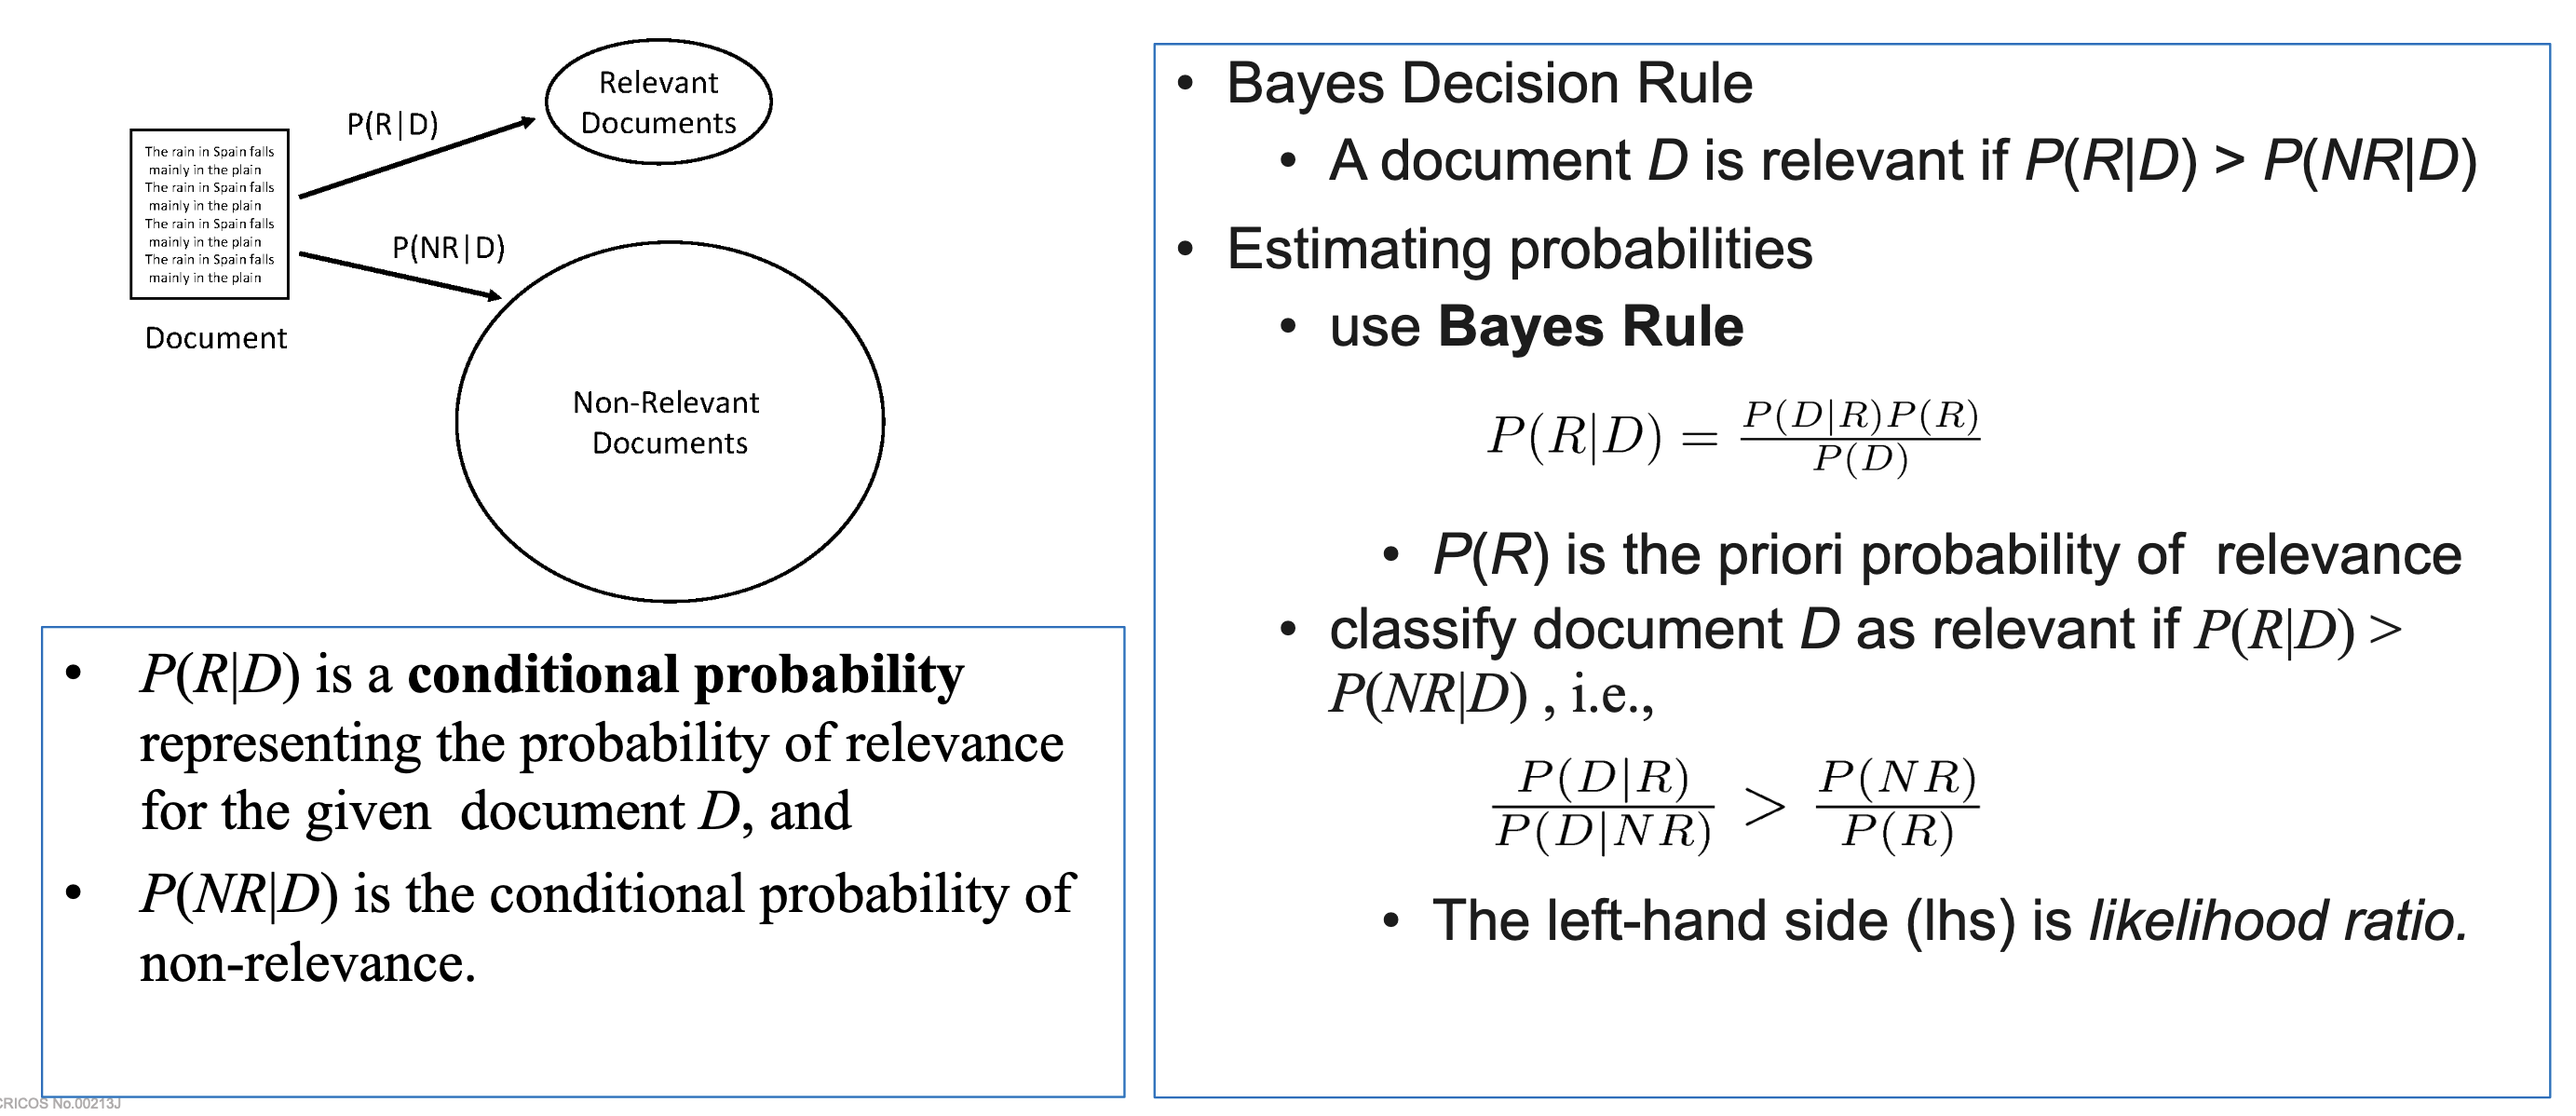 Relevant
Documents
P(R|D)
The rain in Spain falls
mainly in the plain
The rain in Spain falls
mainly in the plain
The rain in Spain falls
mainly in the plain
The rain in Spain falls
mainly in the plain
P(NR|D)
Document
Non-Relevant
Documents
• P(R|D) is a conditional probability
representing the probability of relevance
for the given document D, and
• P(NR|D) is the conditional probability of
non-relevance.
• Bayes Decision Rule
• A document D is relevant if P(R|D) > P(NR|D)
• Estimating probabilities
• use Bayes Rule
P(R|D) = P(D|R)P(R) / P(D)
• P(R) is the priori probability of relevance
• classify document D as relevant if P(R|D) >
P(NR|D) , i.e.,
P(D|R) / P(D|NR) > P(NR) / P(R)
• The left-hand side (lhs) is likelihood ratio.
CRICOS No.00213J